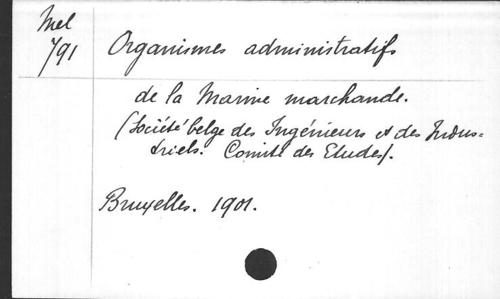 Mel
791
Organismes administratifs
de la Marine marchande.
(Société belge des Ingénieurs et des Indus=
triels. Comité des Etudes).
Bruxelles. 1901.